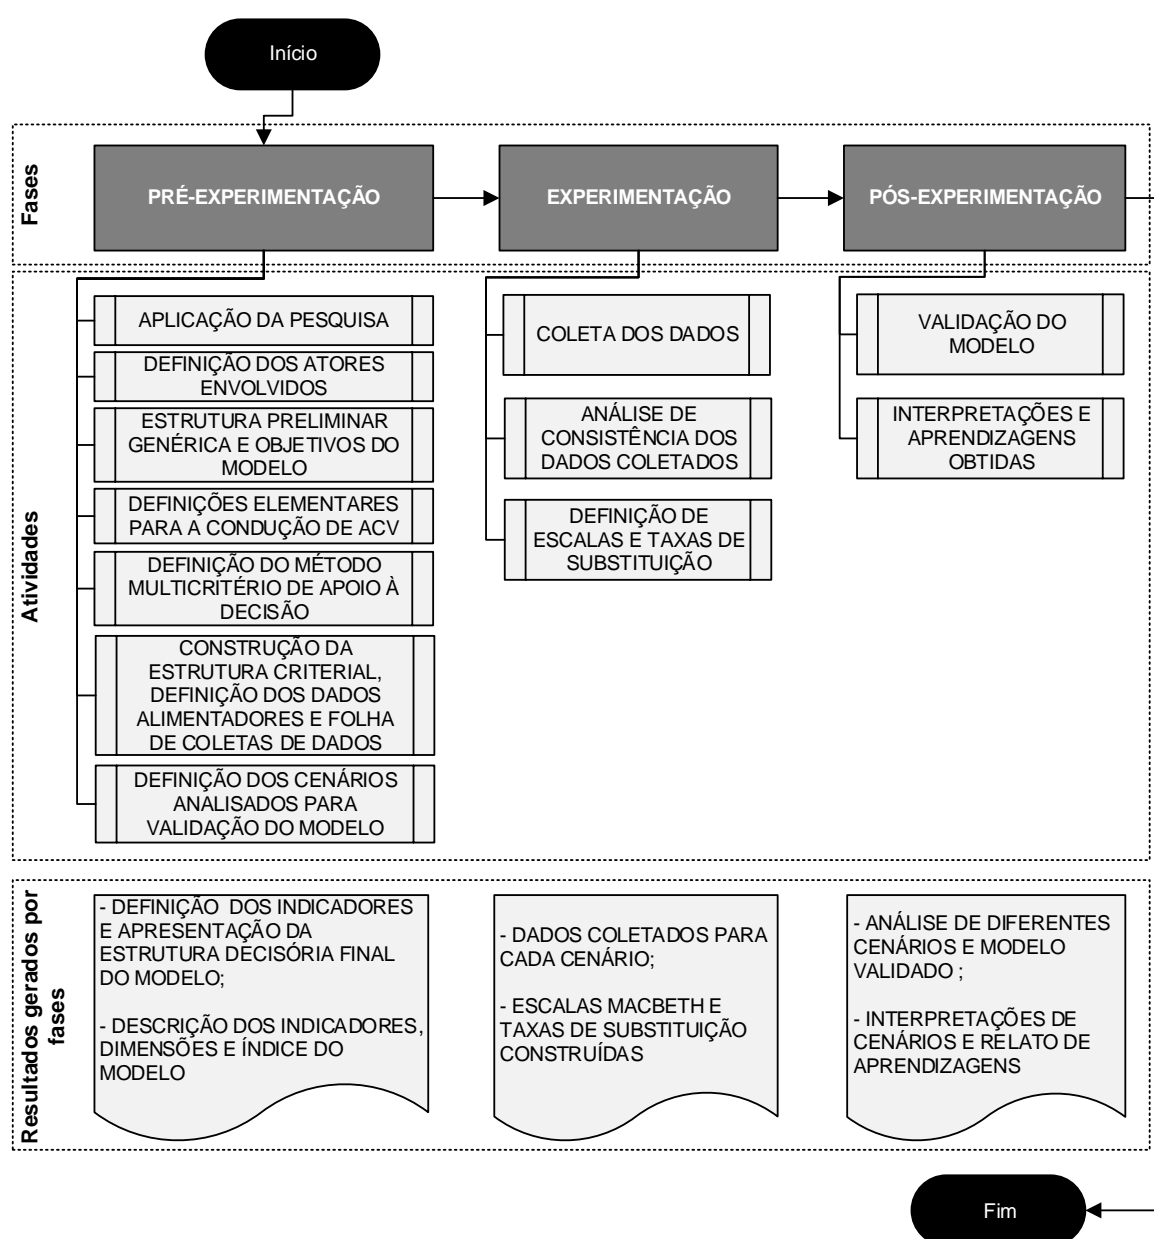 Início
Fases
PRÉ-EXPERIMENTAÇÃO
EXPERIMENTAÇÃO
PÓS-EXPERIMENTAÇÃO
Atividades
APLICAÇÃO DA PESQUISA
DEFINIÇÃO DOS ATORES
ENVOLVIDOS
ESTRUTURA PRELIMINAR
GENÉRICA E OBJETIVOS DO
MODELO
DEFINIÇÕES ELEMENTARES
PARA A CONDUÇÃO DE ACV
DEFINIÇÃO DO MÉTODO
MULTICRITÉRIO DE APOIO À
DECISÃO
CONSTRUÇÃO DA
ESTRUTURA CRITERIAL,
DEFINIÇÃO DOS DADOS
ALIMENTADORES E FOLHA
DE COLETAS DE DADOS
DEFINIÇÃO DOS CENÁRIOS
ANALISADOS PARA
VALIDAÇÃO DO MODELO
COLETA DOS DADOS
ANÁLISE DE
CONSISTÊNCIA DOS
DADOS COLETADOS
DEFINIÇÃO DE
ESCALAS E TAXAS DE
SUBSTITUIÇÃO
VALIDAÇÃO DO
MODELO
INTERPRETAÇÕES E
APRENDIZAGENS
OBTIDAS
Resultados gerados por
fases
- DEFINIÇÃO DOS INDICADORES
E APRESENTAÇÃO DA
ESTRUTURA DECISÓRIA FINAL
DO MODELO;
- DESCRIÇÃO DOS INDICADORES,
DIMENSÕES E ÍNDICE DO
MODELO
- DADOS COLETADOS PARA
CADA CENÁRIO;
- ESCALAS MACBETH E
TAXAS DE SUBSTITUIÇÃO
CONSTRUÍDAS
- ANÁLISE DE DIFERENTES
CENÁRIOS E MODELO
VALIDADO ;
- INTERPRETAÇÕES DE
CENÁRIOS E RELATO DE
APRENDIZAGENS
Fim